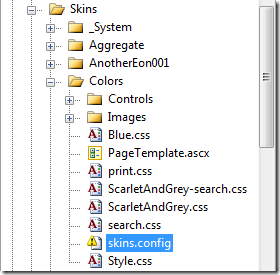 Skins
_System
Aggregate
AnotherEon001
Colors
Controls
Images
Blue.css
PageTemplate.ascx
print.css
ScarletAndGrey-search.css
ScarletAndGrey.css
search.css
skins.config
Style.css